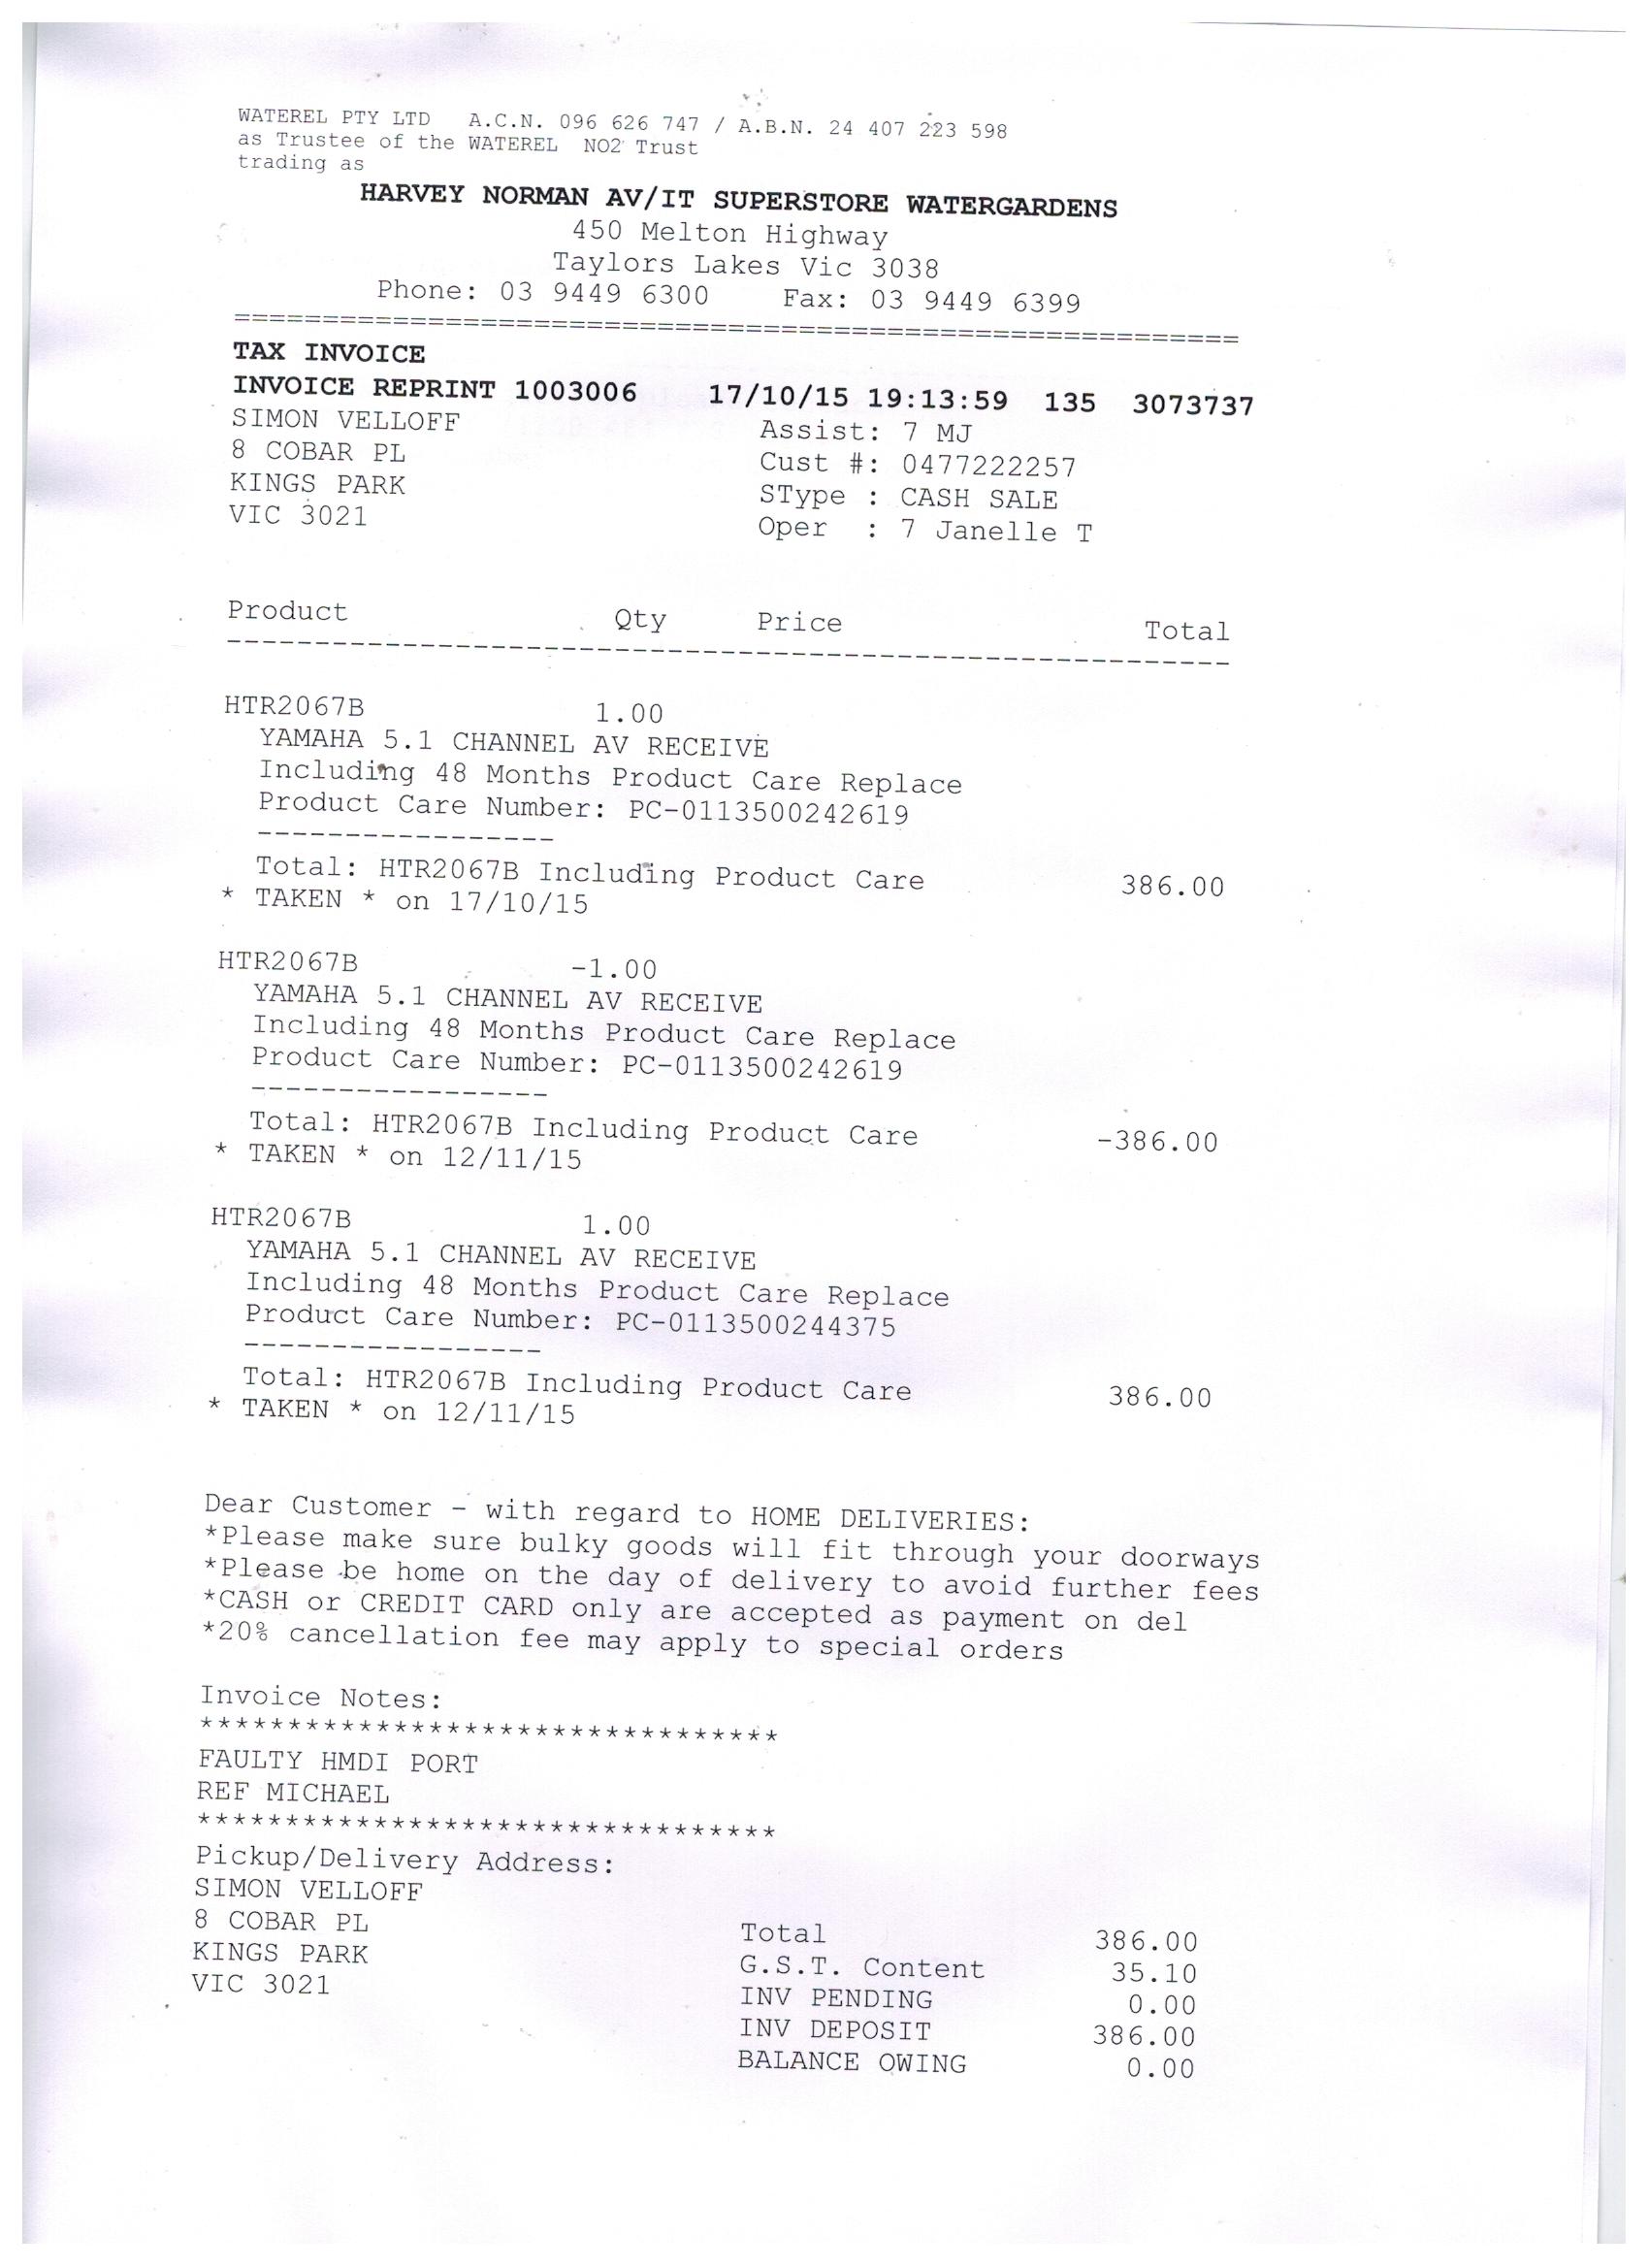 WATEREL PTY LTD A.C.N. 096 626 747 / A.B.N. 24 407 223 598
as Trustee of the WATEREL NO2 Trust
trading as
HARVEY NORMAN AV/IT SUPERSTORE WATERGARDENS
450 Melton Highway
Taylors Lakes Vic 3038
Phone: 03 9449 6300 Fax: 03 9449 6399
=========================================================
TAX INVOICE
INVOICE REPRINT 1003006 17/10/15 19:13:59 135 3073737
SIMON VELLOFF Assist: 7 MJ
8 COBAR PL Cust #: 0477222257
KINGS PARK SType : CASH SALE
VIC 3021 Oper : 7 Janelle T
Product Qty Price Total
---------------------------------------------------------
HTR2067B 1.00
YAMAHA 5.1 CHANNEL AV RECEIVE
Including 48 Months Product Care Replace
Product Care Number: PC-0113500242619
-----------------
Total: HTR2067B Including Product Care 386.00
* TAKEN * on 17/10/15
HTR2067B -1.00
YAMAHA 5.1 CHANNEL AV RECEIVE
Including 48 Months Product Care Replace
Product Care Number: PC-0113500242619
-----------------
Total: HTR2067B Including Product Care -386.00
* TAKEN * on 12/11/15
HTR2067B 1.00
YAMAHA 5.1 CHANNEL AV RECEIVE
Including 48 Months Product Care Replace
Product Care Number: PC-0113500244375
-----------------
Total: HTR2067B Including Product Care 386.00
* TAKEN * on 12/11/15
Dear Customer - with regard to HOME DELIVERIES:
*Please make sure bulky goods will fit through your doorways
*Please be home on the day of delivery to avoid further fees
*CASH or CREDIT CARD only are accepted as payment on del
*20% cancellation fee may apply to special orders
Invoice Notes:
*********************************
FAULTY HMDI PORT
REF MICHAEL
*********************************
Pickup/Delivery Address:
SIMON VELLOFF
8 COBAR PL Total 386.00
KINGS PARK G.S.T. Content 35.10
VIC 3021 INV PENDING 0.00
INV DEPOSIT 386.00
BALANCE OWING 0.00